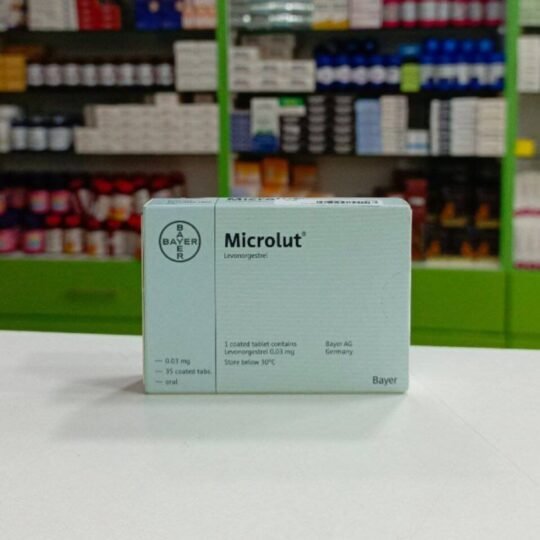 BAYER
BAYER
Microlut®
Levonorgestrel
1 coated tablet contains
Levonorgestrel 0,03 mg
Store below 30°C
Bayer AG
Germany
— 0.03 mg
— 35 coated tabs.
— oral
Bayer